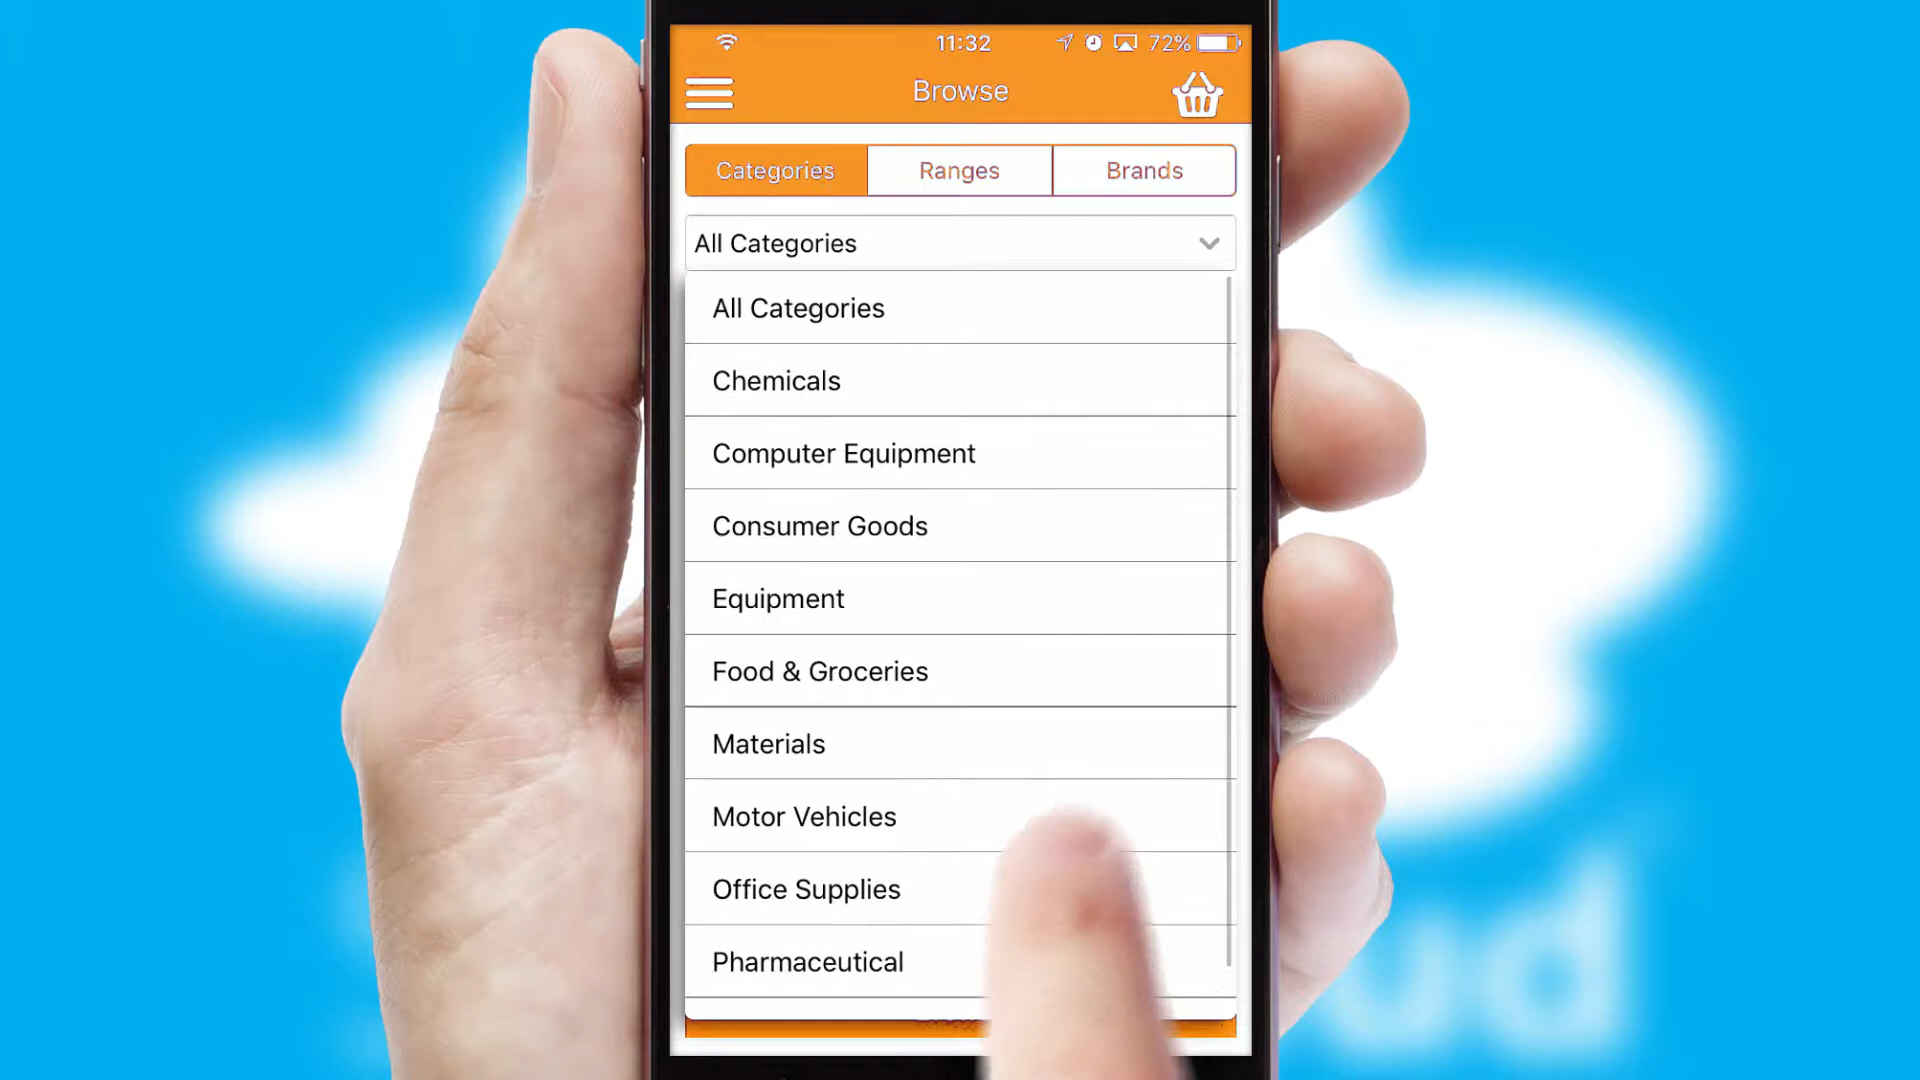 11:32
72%
Browse
Categories
Ranges
Brands
All Categories
All Categories
Chemicals
Computer Equipment
Consumer Goods
Equipment
Food & Groceries
Materials
Motor Vehicles
Office Supplies
Pharmaceutical
ud